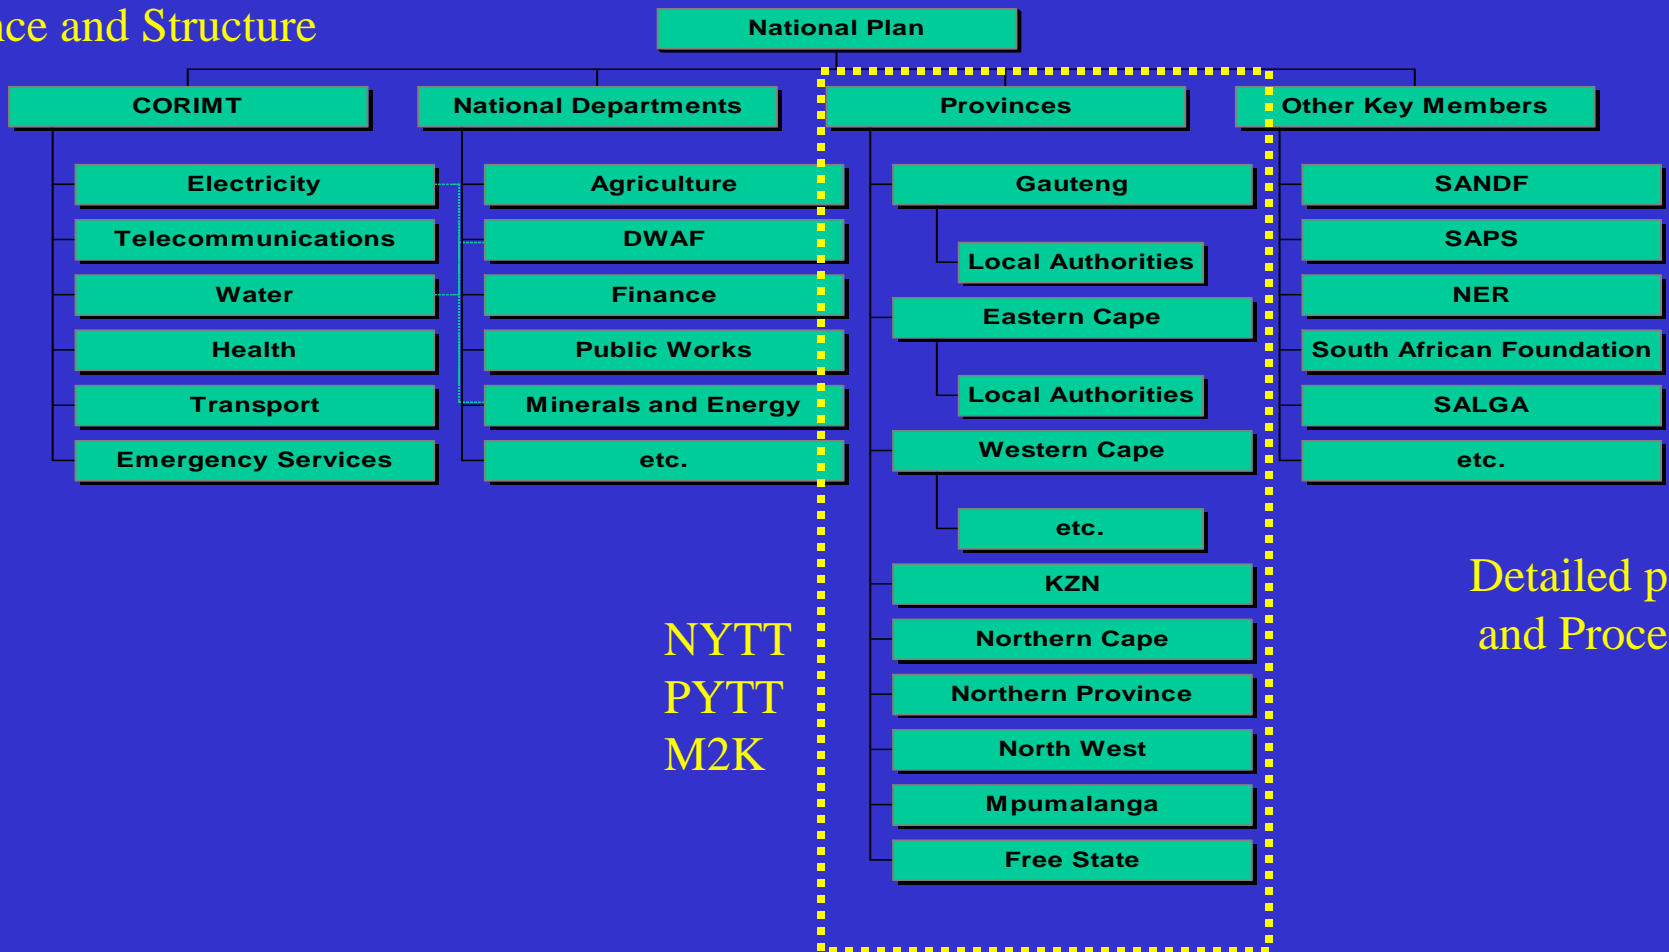 and Structure
National Plan
CORIMT
Electricity
Telecommunications
Water
Health
Transport
Emergency Services
National Departments
Agriculture
DWAF
Finance
Public Works
Minerals and Energy
etc.
Provinces
Gauteng
Local Authorities
Eastern Cape
Local Authorities
Western Cape
etc.
KZN
Northern Cape
Northern Province
North West
Mpumalanga
Free State
Other Key Members
SANDF
SAPS
NER
South African Foundation
SALGA
etc.
NYTT
PYTT
M2K
Detailed
and